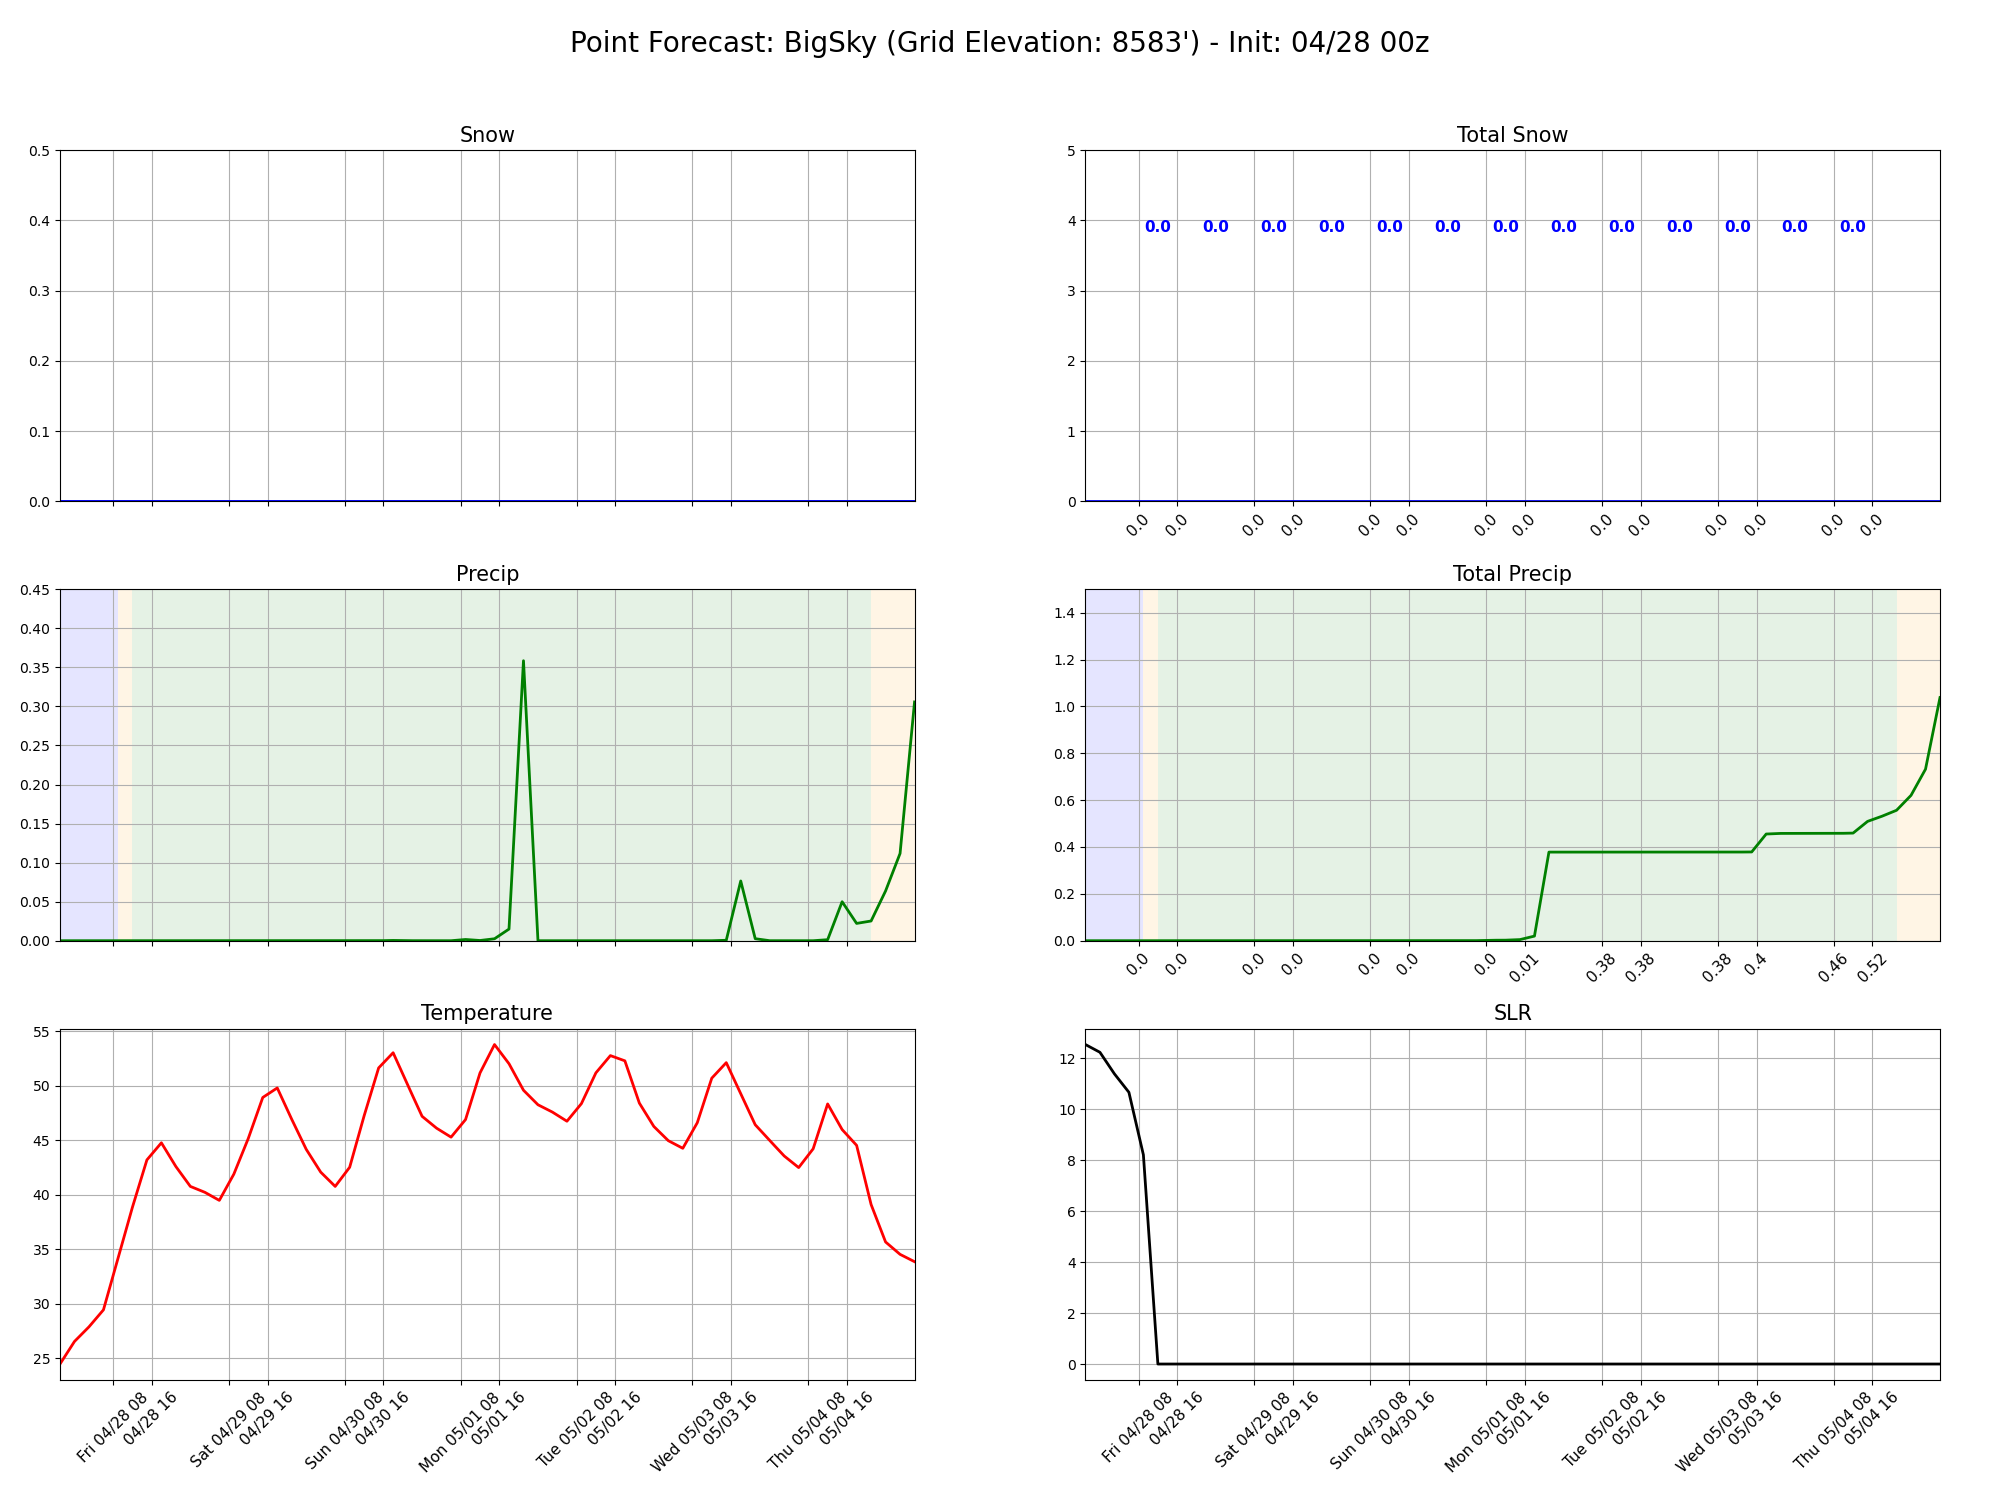 Point Forecast: BigSky (Grid Elevation: 8583') - Init: 04/28 00z
Snow
0.5
0.4
0.3
0.2
0.1
0.0
Total Snow
5
4
3
2
1
0
0.0 0.0 0.0 0.0 0.0 0.0 0.0 0.0 0.0 0.0 0.0 0.0 0.0
0.0 0.0 0.0 0.0 0.0 0.0 0.0 0.0 0.0 0.0 0.0 0.0 0.0 0.0
Precip
0.45
0.40
0.35
0.30
0.25
0.20
0.15
0.10
0.05
0.00
Total Precip
1.4
1.2
1.0
0.8
0.6
0.4
0.2
0.0
0.0 0.0 0.0 0.0 0.0 0.0 0.0 0.01 0.38 0.38 0.38 0.4 0.46 0.52
Temperature
55
50
45
40
35
30
25
Fri 04/28 08
04/28 16
Sat 04/29 08
04/29 16
Sun 04/30 08
04/30 16
Mon 05/01 08
05/01 16
Tue 05/02 08
05/02 16
Wed 05/03 08
05/03 16
Thu 05/04 08
05/04 16
SLR
12
10
8
6
4
2
0
Fri 04/28 08
04/28 16
Sat 04/29 08
04/29 16
Sun 04/30 08
04/30 16
Mon 05/01 08
05/01 16
Tue 05/02 08
05/02 16
Wed 05/03 08
05/03 16
Thu 05/04 08
05/04 16